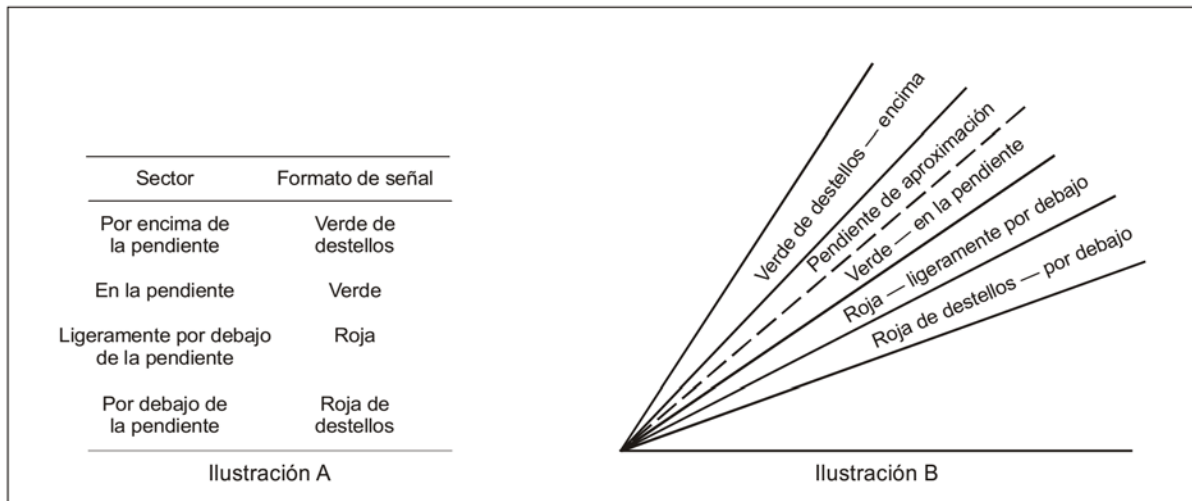 Sector Formato de señal
Por encima de Verde de
la pendiente destellos
En la pendiente Verde
Ligeramente por debajo Roja
de la pendiente
Por debajo de Roja de
la pendiente destellos
Ilustración A
Verde de destellos — encima
Pendiente de aproximación
Verde — en la pendiente
Roja — ligeramente por debajo
Roja de destellos — por debajo
Ilustración B